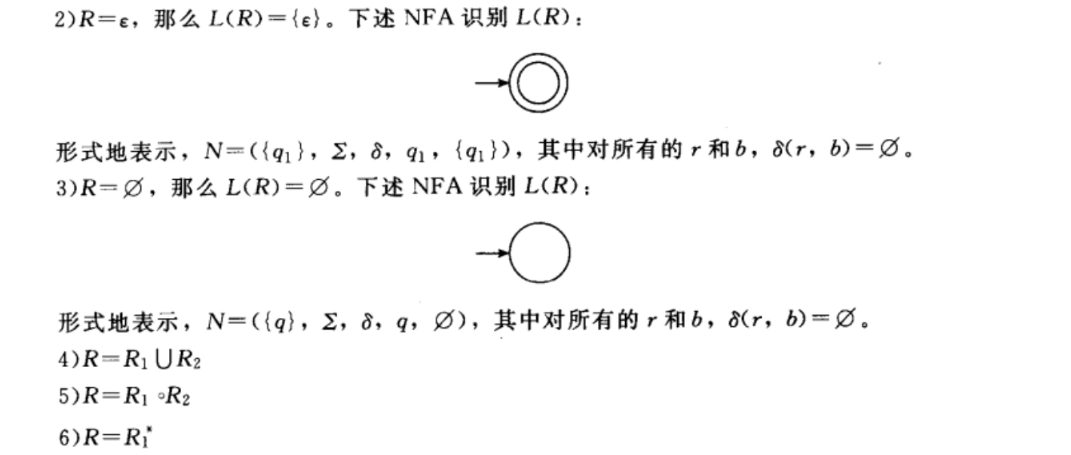 2)R=ε，那么 L(R)={ε}。下述 NFA 识别 L(R)：
形式地表示，N=({q₁}，Σ，δ，q₁，{q₁})，其中对所有的 r 和 b，δ(r，b)=∅。
3)R=∅，那么 L(R)=∅。下述 NFA 识别 L(R)：
形式地表示，N=({q}，Σ，δ，q，∅)，其中对所有的 r 和 b，δ(r，b)=∅。
4)R=R₁∪R₂
5)R=R₁∘R₂
6)R=R₁*